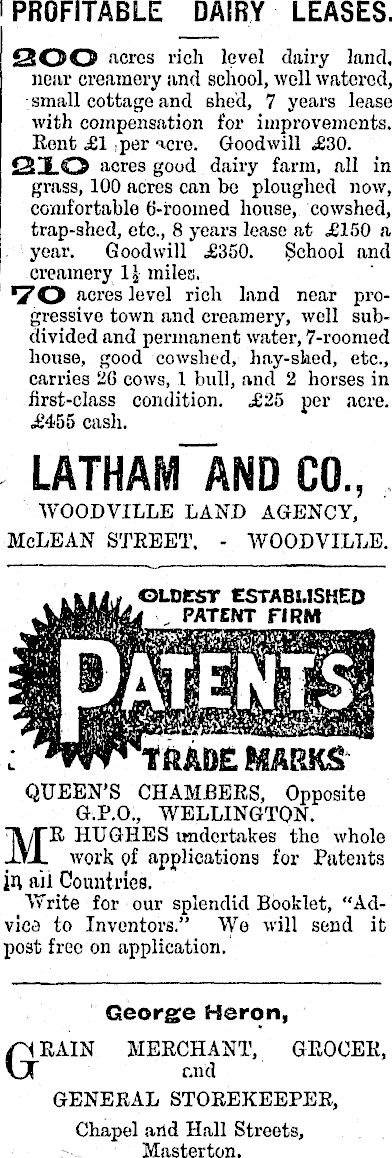 PROFITABLE DAIRY LEASES.
200 acres rich level dairy land,
near creamery and school, well watered,
small cottage and shed, 7 years lease
with compensation for improvements.
Rent £1 per acre. Goodwill £30.
210 acres good dairy farm, all in
grass, 100 acres can be ploughed now,
comfortable 6-roomed house, cowshed,
trap-shed, etc., 8 years lease at £150 a
year. Goodwill £350. School and
creamery 1½ miles.
70 acres level rich land near pro-
gressive town and creamery, well sub-
divided and permanent water, 7-roomed
house, good cowshed, hay-shed, etc.,
carries 26 cows, 1 bull, and 2 horses in
first-class condition. £25 per acre.
£455 cash.
LATHAM AND CO.,
WOODVILLE LAND AGENCY,
McLEAN STREET. - WOODVILLE.
OLDEST ESTABLISHED
PATENT FIRM
PATENTS
TRADE MARKS
QUEEN'S CHAMBERS, Opposite
G.P.O., WELLINGTON.
MR HUGHES undertakes the whole
work of applications for Patents
in all Countries.
Write for our splendid Booklet, "Ad-
vice to Inventors." We will send it
post free on application.
George Heron,
GRAIN MERCHANT, GROCER,
and
GENERAL STOREKEEPER,
Chapel and Hall Streets,
Masterton.